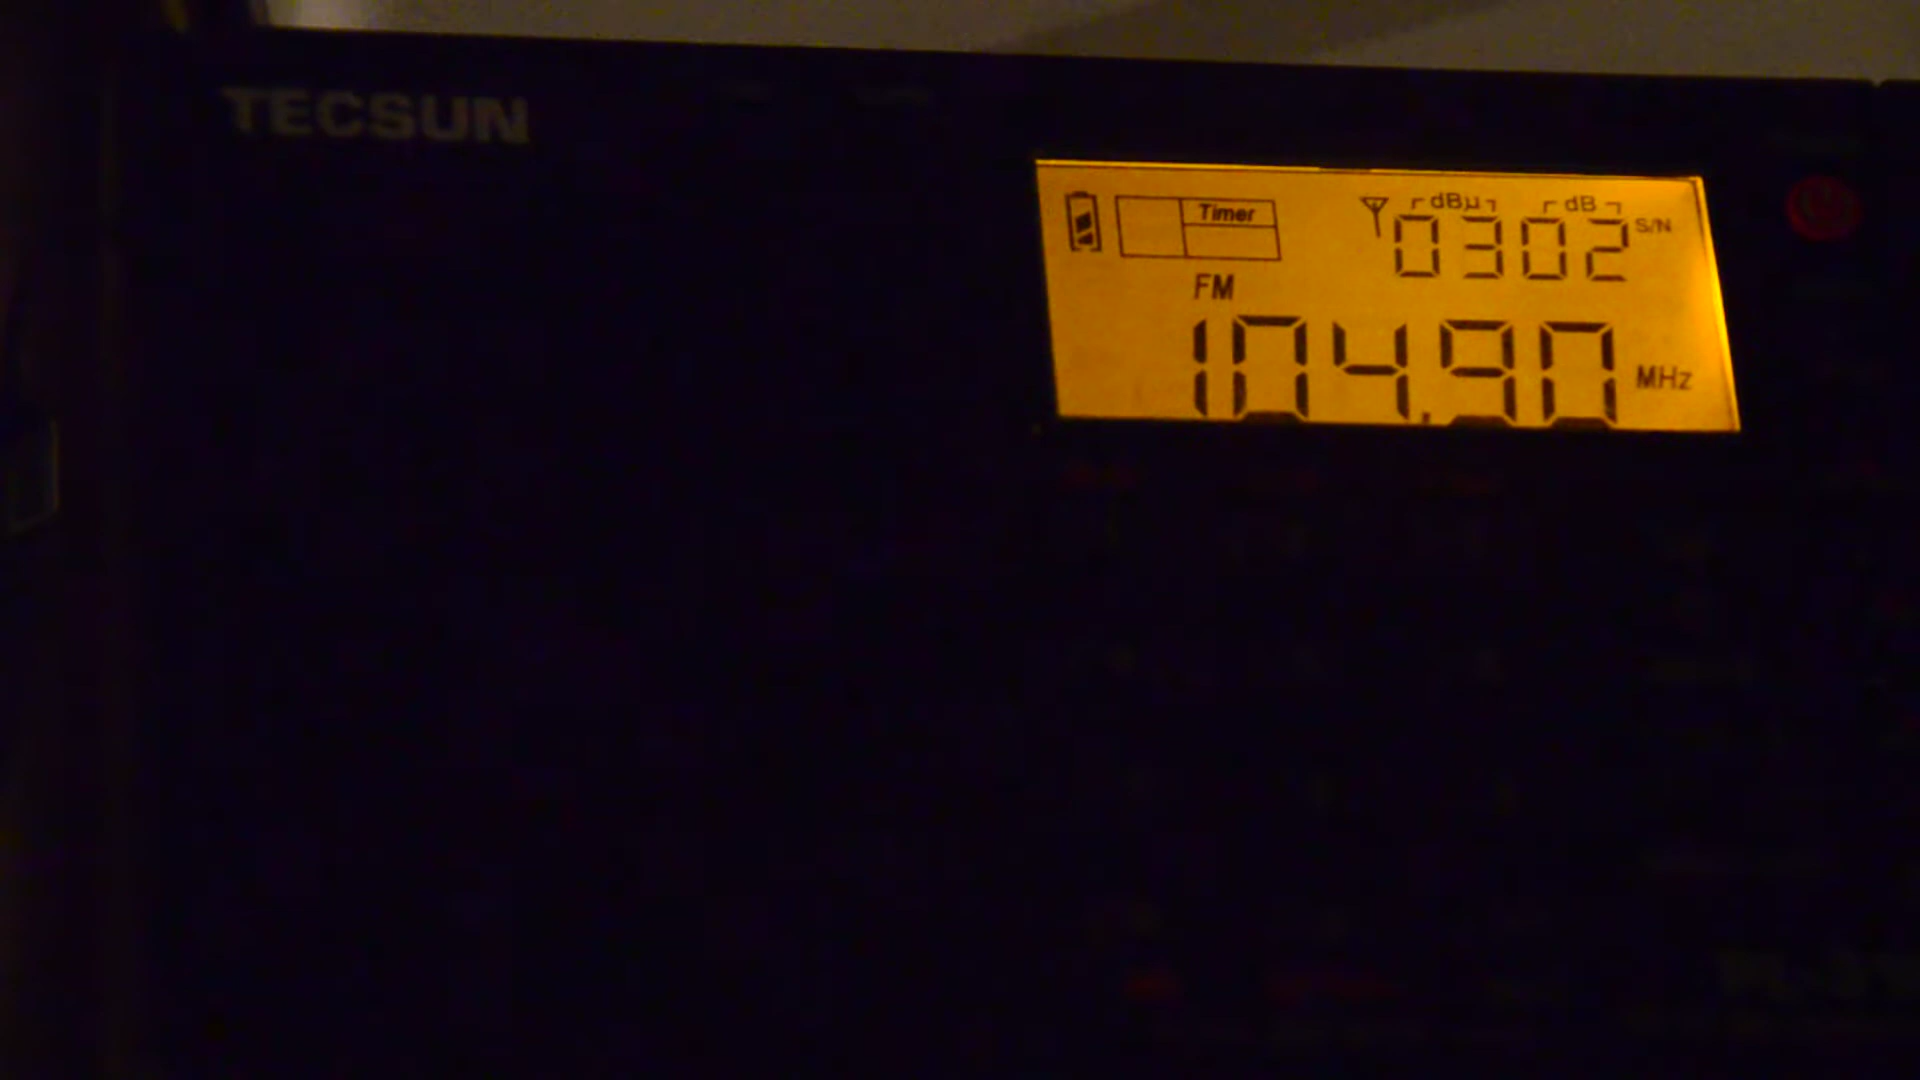 TECSUN
Timer
dBµ dB
0302 S/N
FM
104.90 MHz